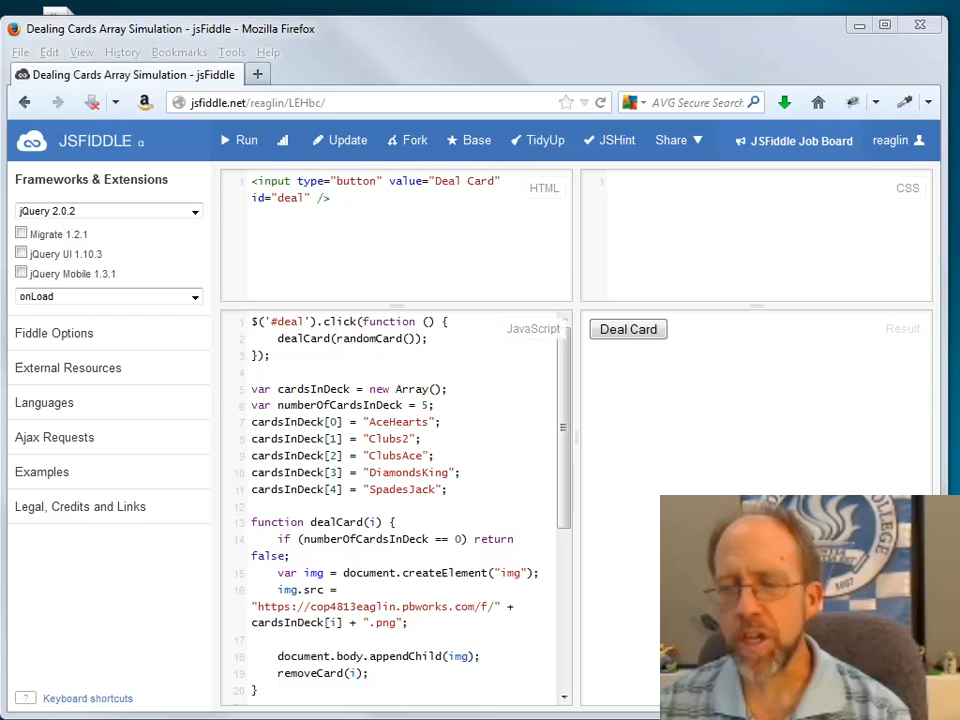 Dealing Cards Array Simulation - jsFiddle - Mozilla Firefox
File Edit View History Bookmarks Tools Help
Dealing Cards Array Simulation - jsFiddle +
jsfiddle.net/reaglin/LEHbc/ AVG Secure Search
JSFIDDLE α Run Update Fork Base TidyUp JSHint Share JSFiddle Job Board reaglin
Frameworks & Extensions
jQuery 2.0.2
Migrate 1.2.1
jQuery UI 1.10.3
jQuery Mobile 1.3.1
onLoad
Fiddle Options
External Resources
Languages
Ajax Requests
Examples
Legal, Credits and Links
? Keyboard shortcuts
1 <input type="button" value="Deal Card"
id="deal" />
HTML
1
CSS
1 $('#deal').click(function () {
2 dealCard(randomCard());
3 });
4
5 var cardsInDeck = new Array();
6 var numberOfCardsInDeck = 5;
7 cardsInDeck[0] = "AceHearts";
8 cardsInDeck[1] = "Clubs2";
9 cardsInDeck[2] = "ClubsAce";
10 cardsInDeck[3] = "DiamondsKing";
11 cardsInDeck[4] = "SpadesJack";
12
13 function dealCard(i) {
14 if (numberOfCardsInDeck == 0) return
false;
15 var img = document.createElement("img");
16 img.src =
"https://cop4813eaglin.pbworks.com/f/" +
cardsInDeck[i] + ".png";
17
18 document.body.appendChild(img);
19 removeCard(i);
20 }
JavaScript
Deal Card
Result
COLLEGE